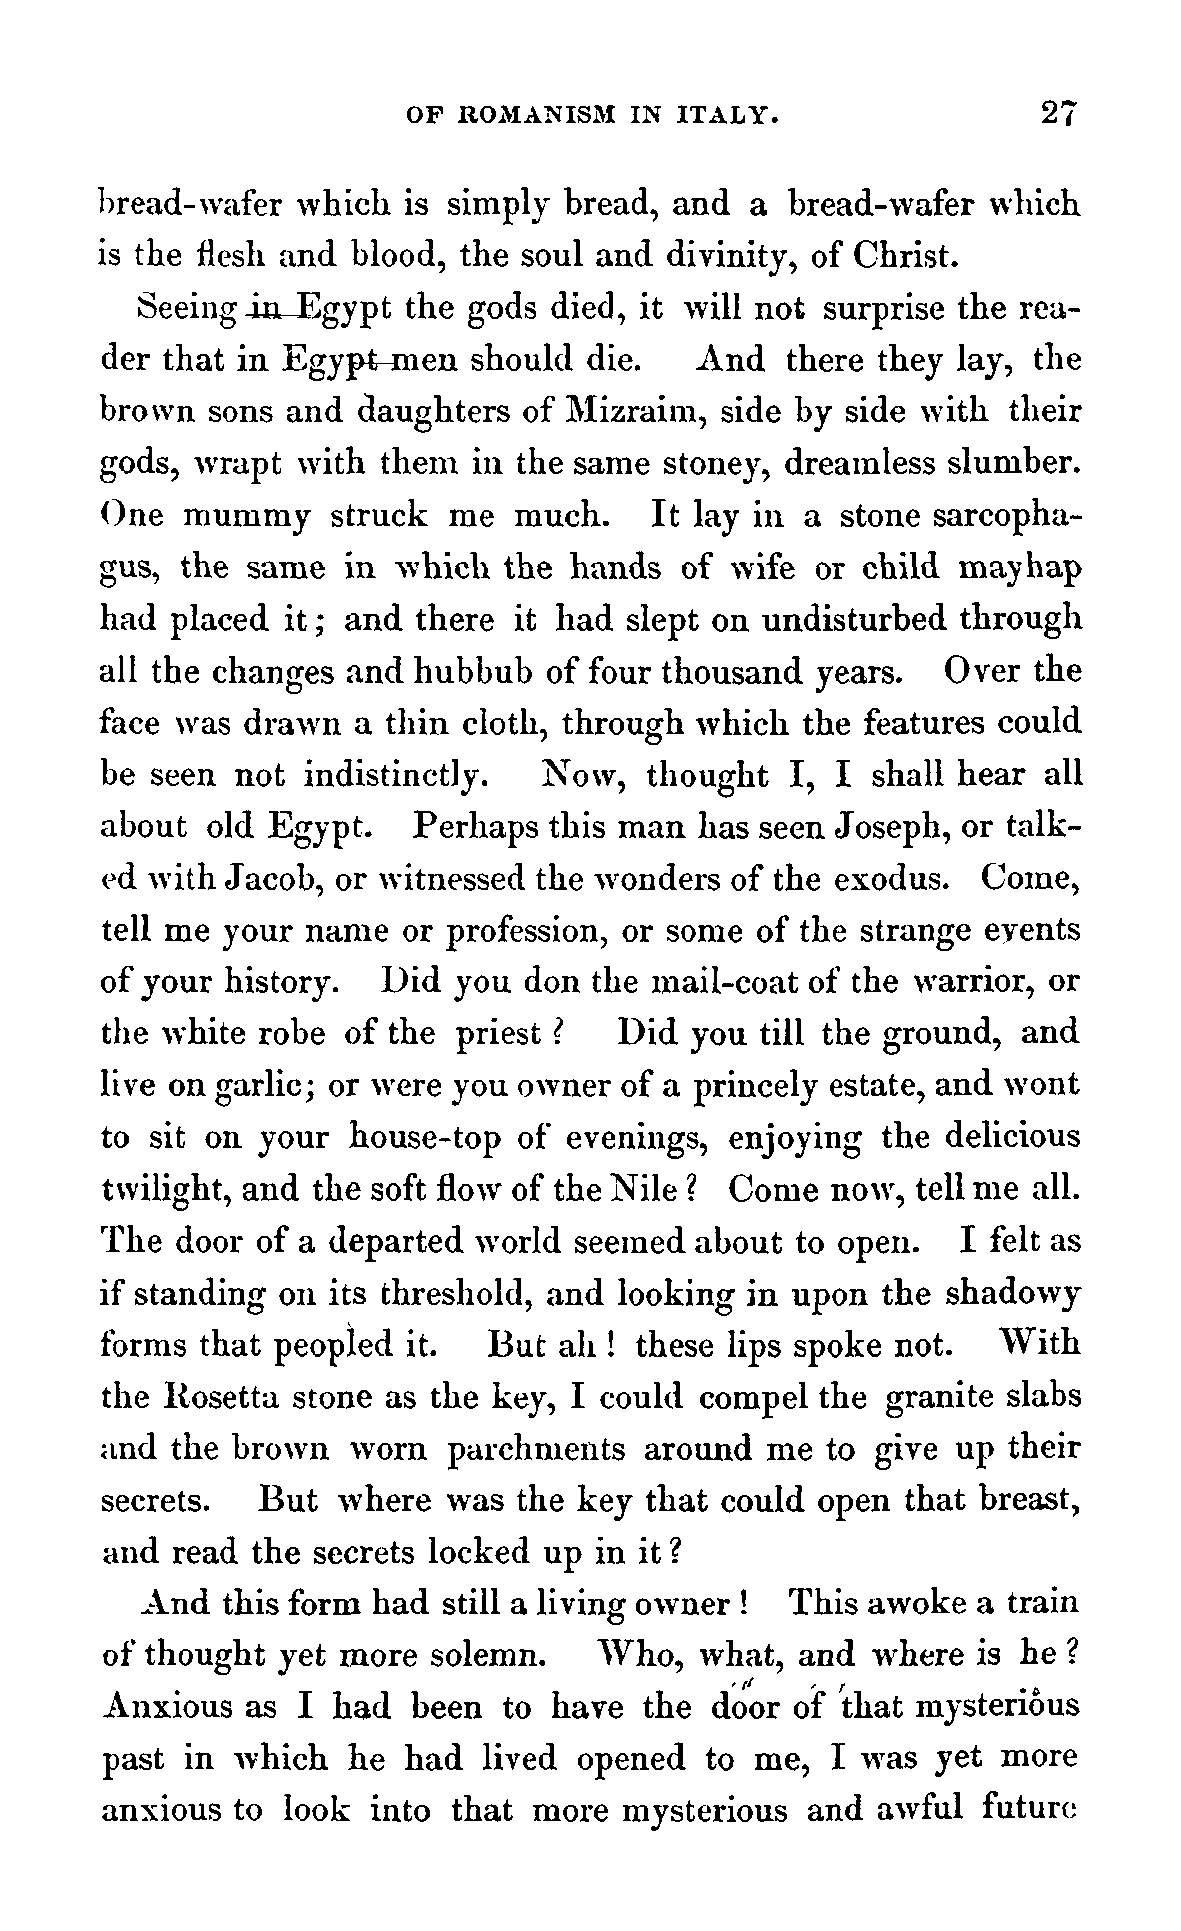 OF ROMANISM IN ITALY. 27
bread-wafer which is simply bread, and a bread-wafer which
is the flesh and blood, the soul and divinity, of Christ.
Seeing in Egypt the gods died, it will not surprise the rea-
der that in Egypt men should die. And there they lay, the
brown sons and daughters of Mizraim, side by side with their
gods, wrapt with them in the same stoney, dreamless slumber.
One mummy struck me much. It lay in a stone sarcopha-
gus, the same in which the hands of wife or child mayhap
had placed it; and there it had slept on undisturbed through
all the changes and hubbub of four thousand years. Over the
face was drawn a thin cloth, through which the features could
be seen not indistinctly. Now, thought I, I shall hear all
about old Egypt. Perhaps this man has seen Joseph, or talk-
ed with Jacob, or witnessed the wonders of the exodus. Come,
tell me your name or profession, or some of the strange events
of your history. Did you don the mail-coat of the warrior, or
the white robe of the priest? Did you till the ground, and
live on garlic; or were you owner of a princely estate, and wont
to sit on your house-top of evenings, enjoying the delicious
twilight, and the soft flow of the Nile? Come now, tell me all.
The door of a departed world seemed about to open. I felt as
if standing on its threshold, and looking in upon the shadowy
forms that peopled it. But ah! these lips spoke not. With
the Rosetta stone as the key, I could compel the granite slabs
and the brown worn parchments around me to give up their
secrets. But where was the key that could open that breast,
and read the secrets locked up in it?
And this form had still a living owner! This awoke a train
of thought yet more solemn. Who, what, and where is he?
Anxious as I had been to have the door of that mysterious
past in which he had lived opened to me, I was yet more
anxious to look into that more mysterious and awful future